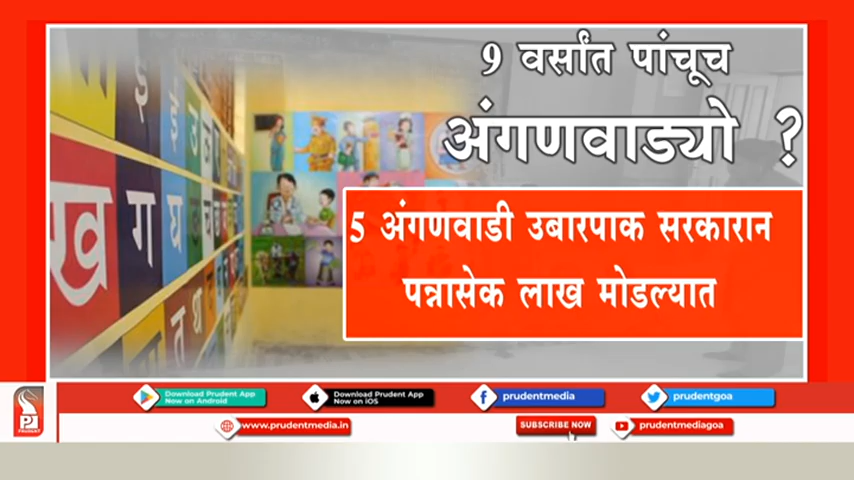 9 वर्सांत पांचूच
अंगणवाड्यो ?
5 अंगणवाडी उबारपाक सरकारान
पन्नासेक लाख मोडल्यात
ख ग घ
त थ
Download Prudent App
Now on Android
Download Prudent App
Now on iOS
prudentmedia
prudentgoa
PRUDENT
www.prudentmedia.in
SUBSCRIBE NOW
prudentmediagoa